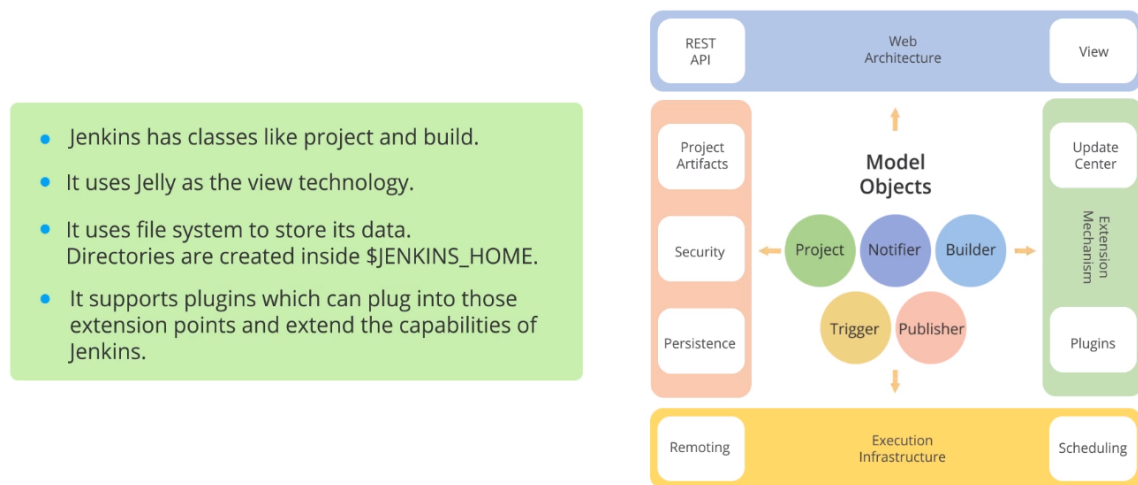 Jenkins has classes like project and build.
It uses Jelly as the view technology.
It uses file system to store its data.
Directories are created inside $JENKINS_HOME.
It supports plugins which can plug into those
extension points and extend the capabilities of
Jenkins.
REST
API
Web
Architecture
View
Project
Artifacts
Security
Persistence
Model
Objects
Project
Notifier
Builder
Trigger
Publisher
Update
Center
Extension
Mechanism
Plugins
Remoting
Execution
Infrastructure
Scheduling